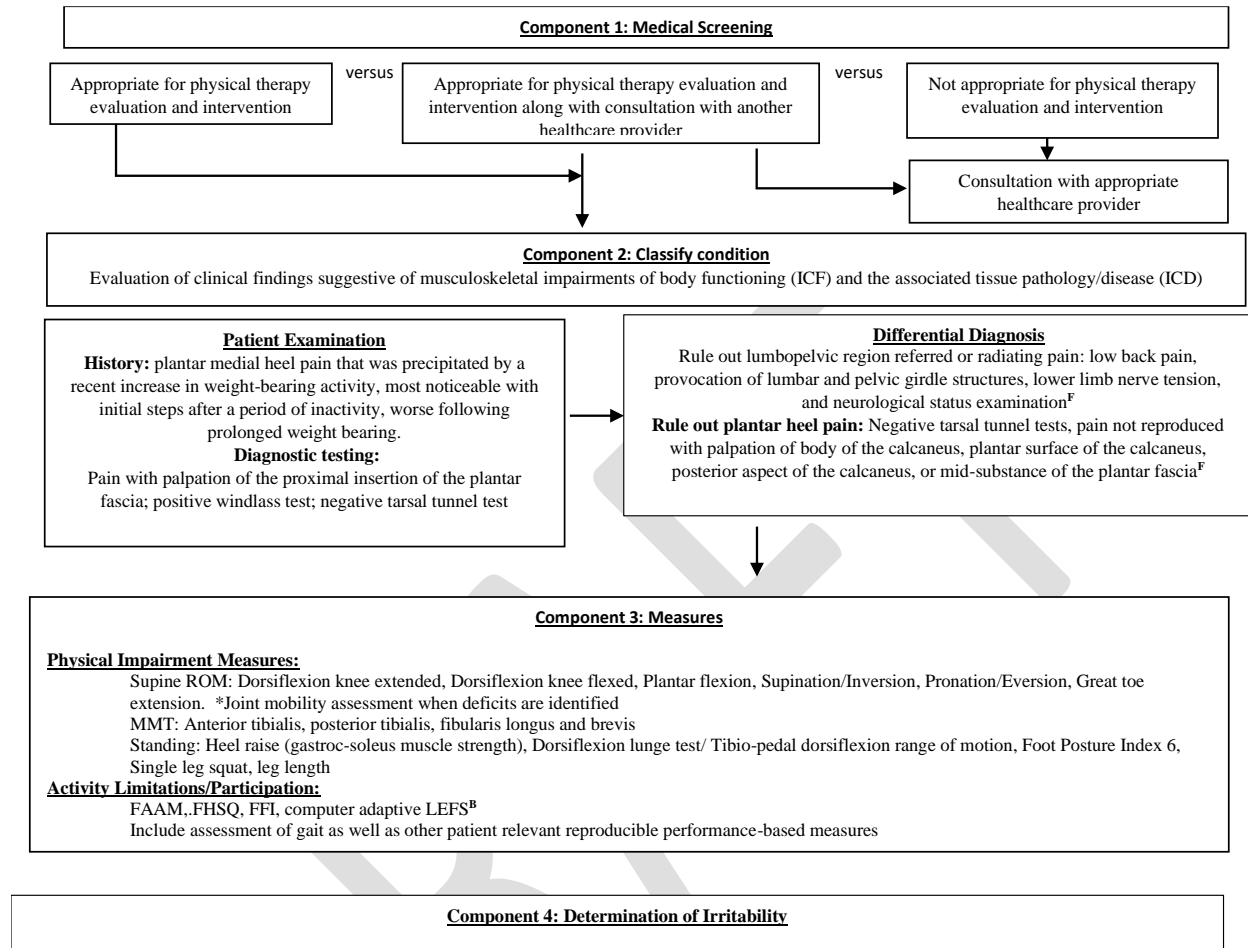 Component 1: Medical Screening
Appropriate for physical therapy
evaluation and intervention
versus
Appropriate for physical therapy evaluation and
intervention along with consultation with another
healthcare provider
versus
Not appropriate for physical therapy
evaluation and intervention
Consultation with appropriate
healthcare provider
Component 2: Classify condition
Evaluation of clinical findings suggestive of musculoskeletal impairments of body functioning (ICF) and the associated tissue pathology/disease (ICD)
Patient Examination
History: plantar medial heel pain that was precipitated by a
recent increase in weight-bearing activity, most noticeable with
initial steps after a period of inactivity, worse following
prolonged weight bearing.
Diagnostic testing:
Pain with palpation of the proximal insertion of the plantar
fascia; positive windlass test; negative tarsal tunnel test
Differential Diagnosis
Rule out lumbopelvic region referred or radiating pain: low back pain,
provocation of lumbar and pelvic girdle structures, lower limb nerve tension,
and neurological status examinationF
Rule out plantar heel pain: Negative tarsal tunnel tests, pain not reproduced
with palpation of body of the calcaneus, plantar surface of the calcaneus,
posterior aspect of the calcaneus, or mid-substance of the plantar fasciaF
Component 3: Measures
Physical Impairment Measures:
Supine ROM: Dorsiflexion knee extended, Dorsiflexion knee flexed, Plantar flexion, Supination/Inversion, Pronation/Eversion, Great toe
extension. *Joint mobility assessment when deficits are identified
MMT: Anterior tibialis, posterior tibialis, fibularis longus and brevis
Standing: Heel raise (gastroc-soleus muscle strength), Dorsiflexion lunge test/ Tibio-pedal dorsiflexion range of motion, Foot Posture Index 6,
Single leg squat, leg length
Activity Limitations/Participation:
FAAM,.FHSQ, FFI, computer adaptive LEFSB
Include assessment of gait as well as other patient relevant reproducible performance-based measures
Component 4: Determination of Irritability